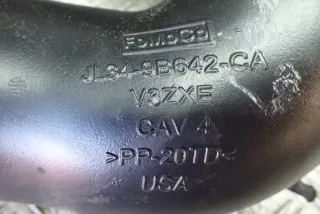 FoMoCo
JL34-9B642-CA
V3ZXE
CAV 4
>PP-20TD<
USA